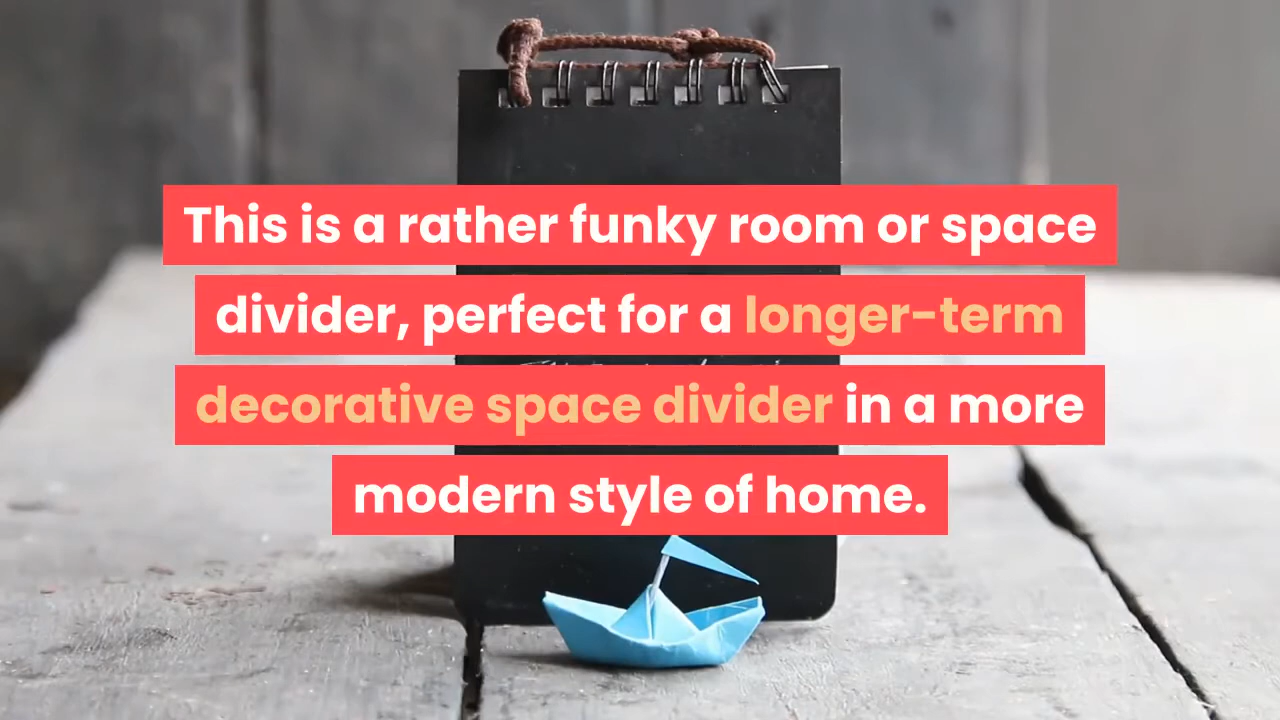 This is a rather funky room or space
divider, perfect for a longer-term
decorative space divider in a more
modern style of home.